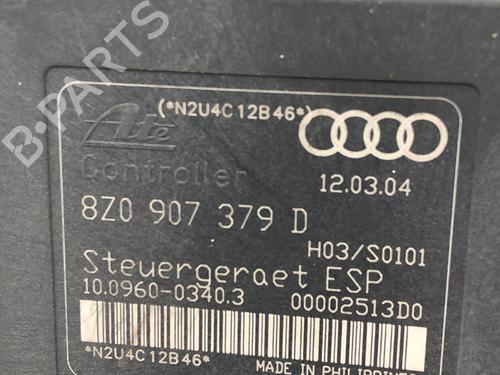 B-PARTS
(*N2U4C12B46*)
Ate
Controller
12.03.04
8Z0 907 379 D
H03/S0101
Steuergeraet ESP
10.0960-0340.3
00002513D0
*N2U4C12B46*
MADE IN PHILIPPINES